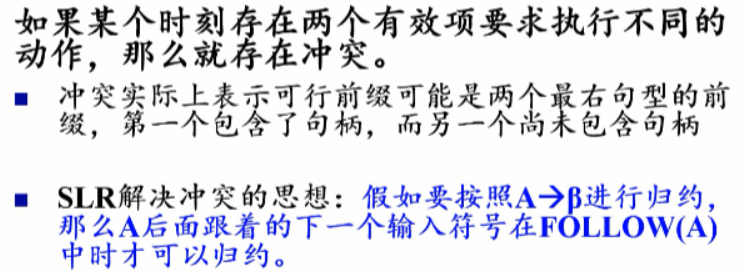 如果某个时刻存在两个有效项要求执行不同的
动作，那么就存在冲突。
■ 冲突实际上表示可行前缀可能是两个最右句型的前
缀，第一个包含了句柄，而另一个尚未包含句柄
■ SLR解决冲突的思想：假如要按照A→β进行归约，
那么A后面跟着的下一个输入符号在FOLLOW(A)
中时才可以归约。